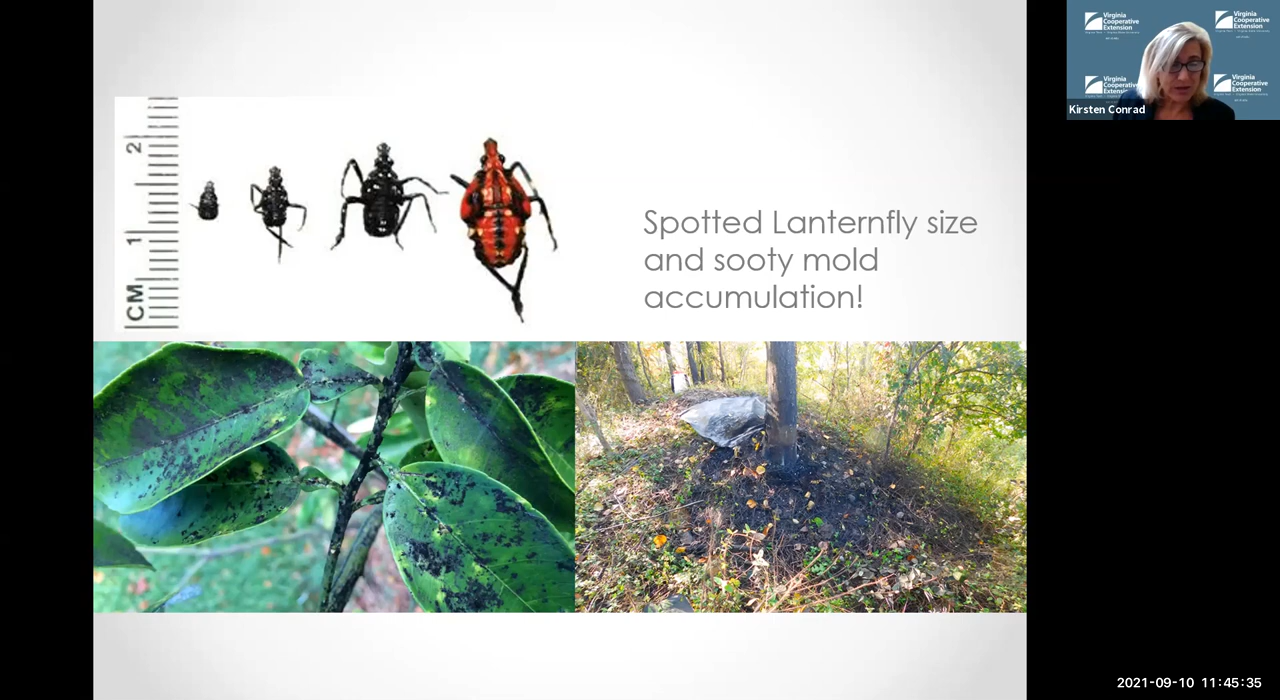 Spotted Lanternfly size
and sooty mold
accumulation!
2
1
CM
Virginia
Cooperative
Extension
Virginia
Cooperative
Extension
Virginia
Cooperative
Extension
Virginia
Cooperative
Extension
Kirsten Conrad
2021-09-10 11:45:35